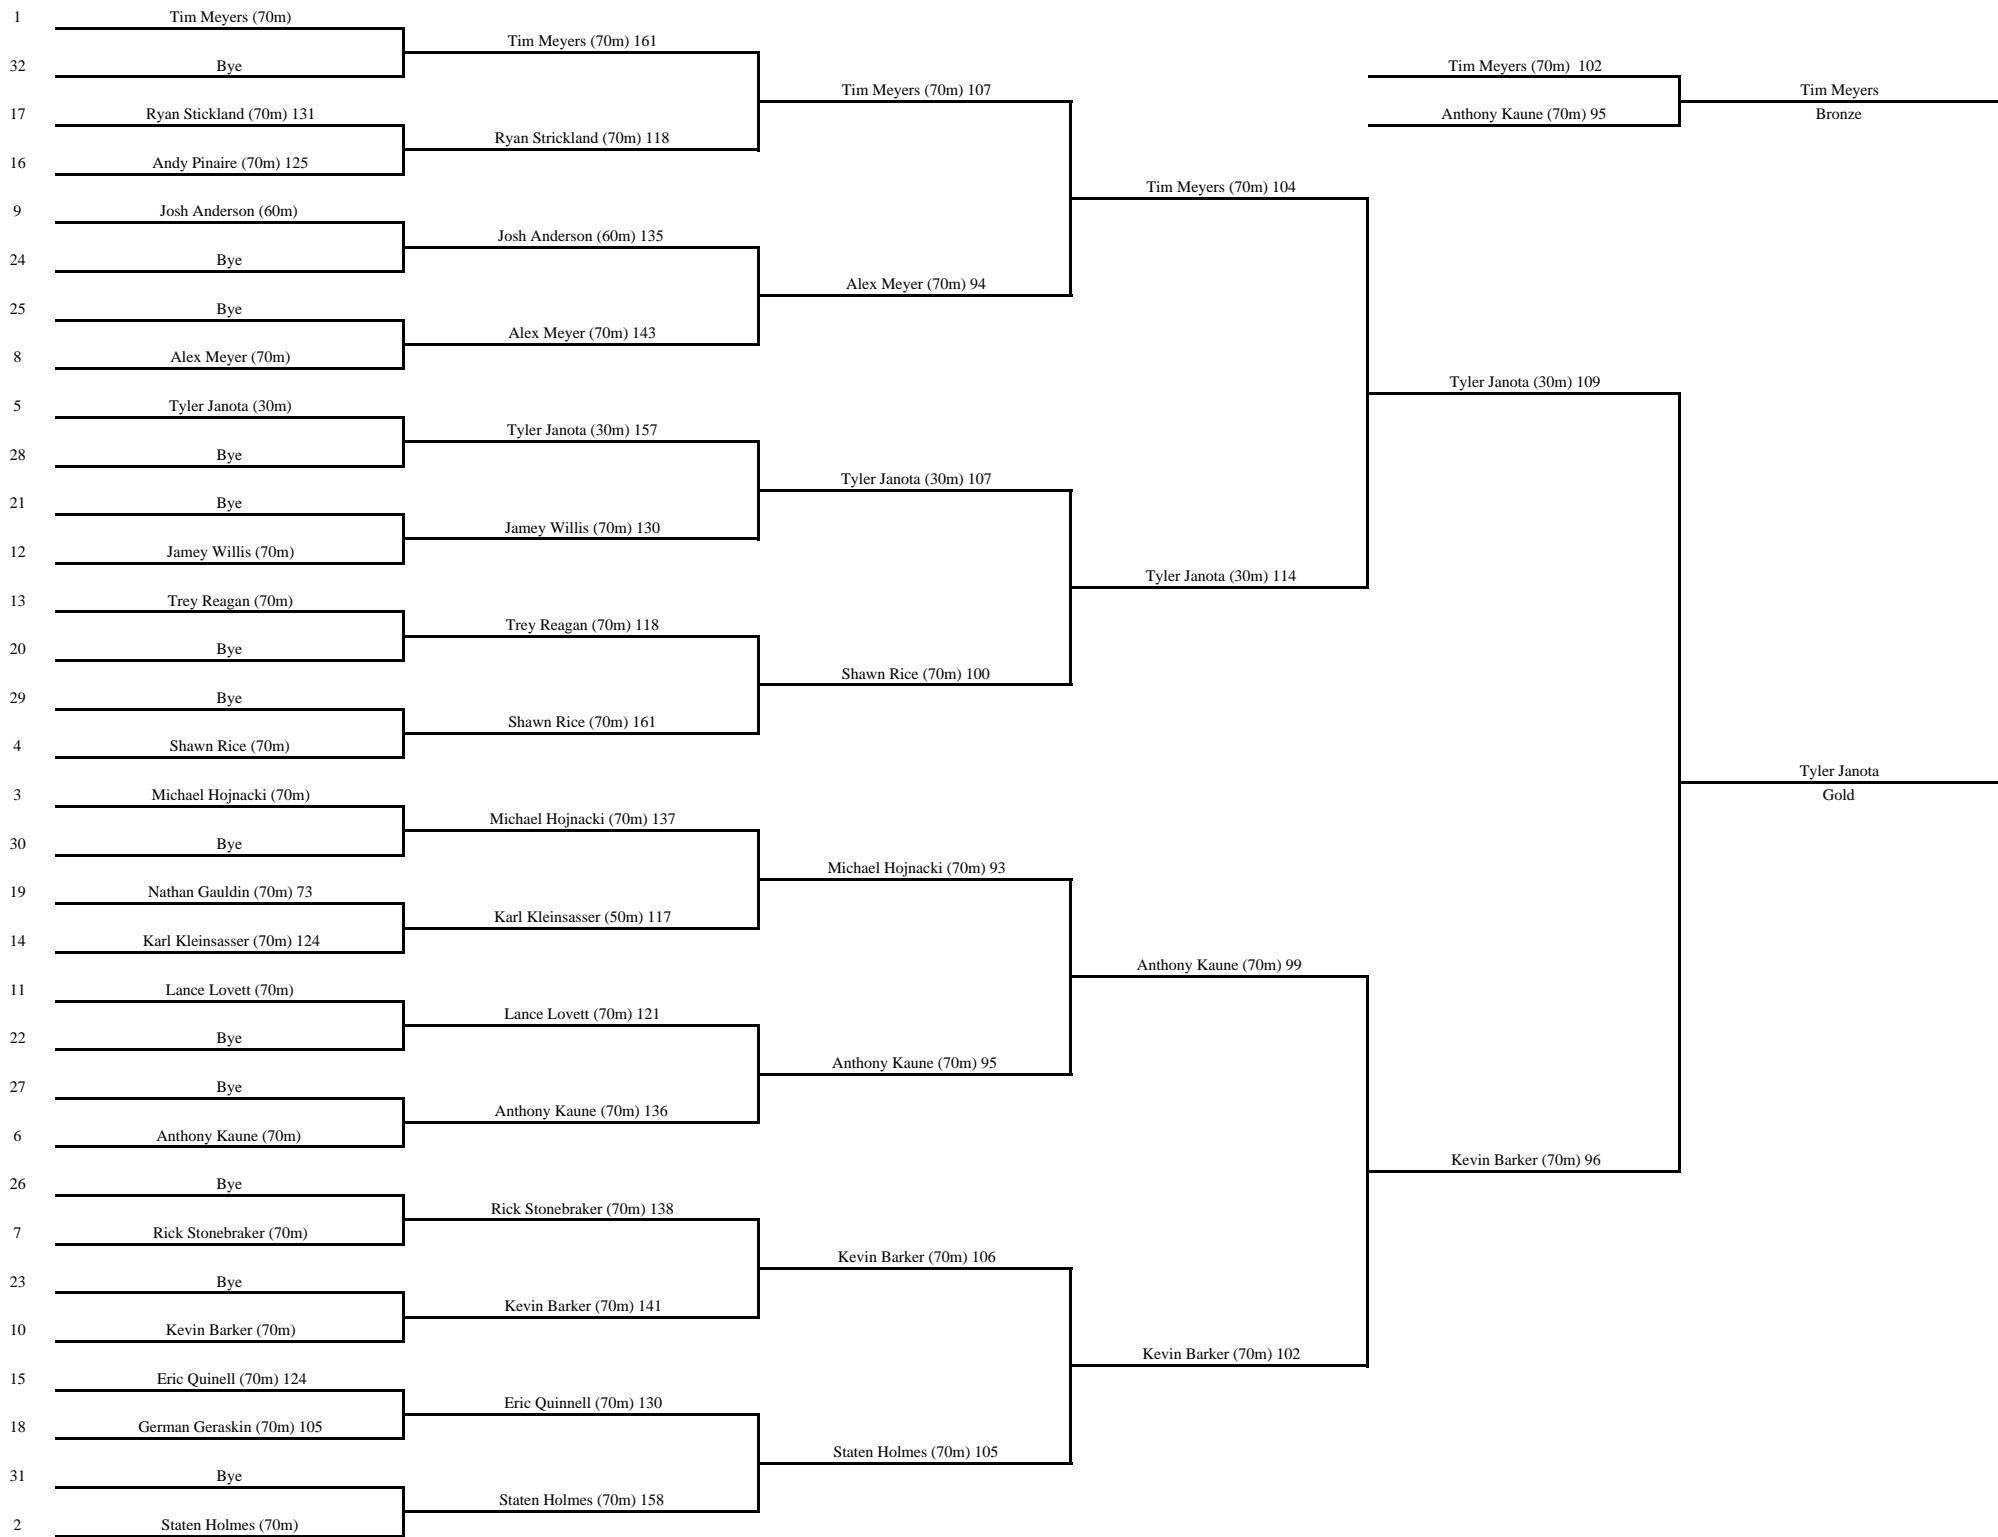 1 Tim Meyers (70m)
Tim Meyers (70m) 161
32 Bye
Tim Meyers (70m) 102
Tim Meyers (70m) 107
Tim Meyers
17 Ryan Stickland (70m) 131
Anthony Kaune (70m) 95
Bronze
Ryan Strickland (70m) 118
16 Andy Pinaire (70m) 125
Tim Meyers (70m) 104
9 Josh Anderson (60m)
Josh Anderson (60m) 135
24 Bye
Alex Meyer (70m) 94
25 Bye
Alex Meyer (70m) 143
8 Alex Meyer (70m)
Tyler Janota (30m) 109
5 Tyler Janota (30m)
Tyler Janota (30m) 157
28 Bye
Tyler Janota (30m) 107
21 Bye
Jamey Willis (70m) 130
12 Jamey Willis (70m)
Tyler Janota (30m) 114
13 Trey Reagan (70m)
Trey Reagan (70m) 118
20 Bye
Shawn Rice (70m) 100
29 Bye
Shawn Rice (70m) 161
4 Shawn Rice (70m)
Tyler Janota
3 Michael Hojnacki (70m)
Gold
Michael Hojnacki (70m) 137
30 Bye
Michael Hojnacki (70m) 93
19 Nathan Gauldin (70m) 73
Karl Kleinsasser (50m) 117
14 Karl Kleinsasser (70m) 124
Anthony Kaune (70m) 99
11 Lance Lovett (70m)
Lance Lovett (70m) 121
22 Bye
Anthony Kaune (70m) 95
27 Bye
Anthony Kaune (70m) 136
6 Anthony Kaune (70m)
Kevin Barker (70m) 96
26 Bye
Rick Stonebraker (70m) 138
7 Rick Stonebraker (70m)
Kevin Barker (70m) 106
23 Bye
Kevin Barker (70m) 141
10 Kevin Barker (70m)
Kevin Barker (70m) 102
15 Eric Quinell (70m) 124
Eric Quinnell (70m) 130
18 German Geraskin (70m) 105
Staten Holmes (70m) 105
31 Bye
Staten Holmes (70m) 158
2 Staten Holmes (70m)